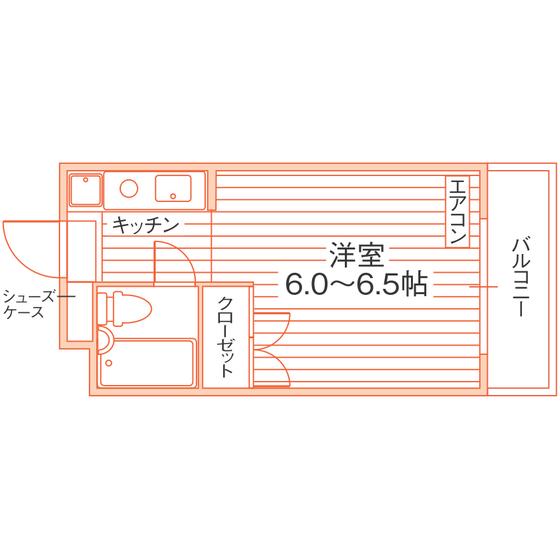 エアコン
キッチン
洋室
6.0〜6.5帖
バルコニー
シューズ
ケース
クローゼット